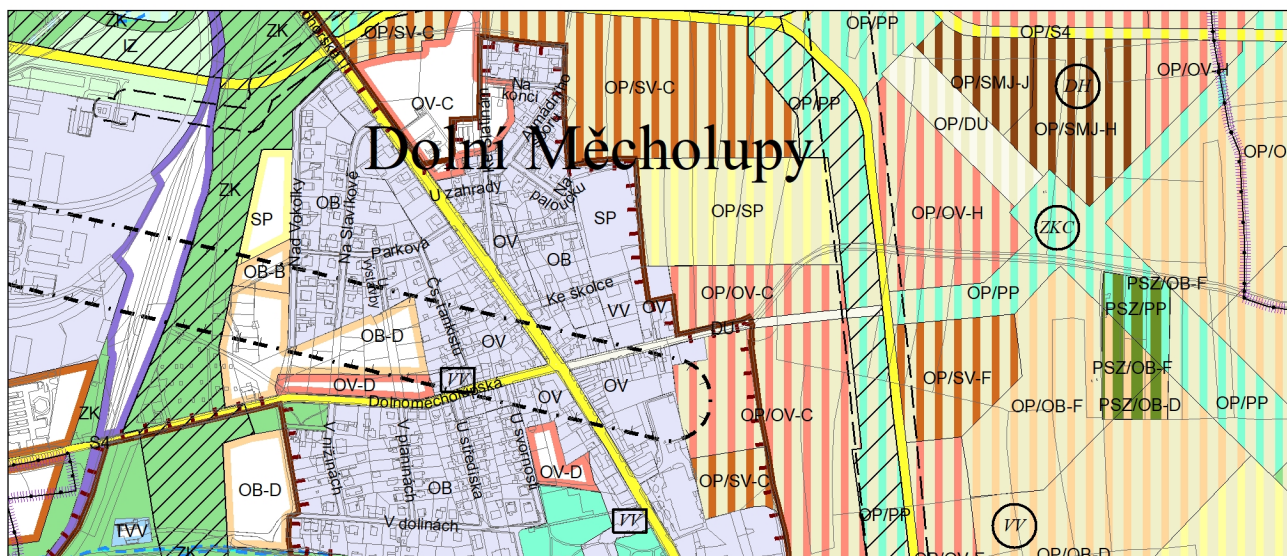 ZK
ZK
IZ
OP/SV-C
OP/PP
OP/S4
OP/SMJ-J
DH
OP/OV-H
OP/SV-C
Na
konci
OV-C
OP/PP
OP/DU
OP/SMJ-H
Dolní Měcholupy
ZK
OB
Na Slavíkově
U zahrady
Na
paloučku
SP
SP
OP/SP
OP/OV-H
ZKC
Nad Vokolky
Parková
OV
OB
OB-B
Ke školce
VV
OV
OP/OV-C
OP/PP
PSZ/OB-F
PSZ/PP
OB-D
OV
DU
OV-D
VV
OV
OP/SV-F
PSZ/OB-F
Dolnoměcholupská
OV
OP/OV-C
OP/OB-F
PSZ/OB-D
OP/PP
ZK
S4
V nížinách
V planinách
U střediska
U svornosti
OB-D
OB
OV-D
OP/SV-C
OP/PP
TVV
V dolinách
VV
VV
ZK
OP/OV-F
OP/OB-D